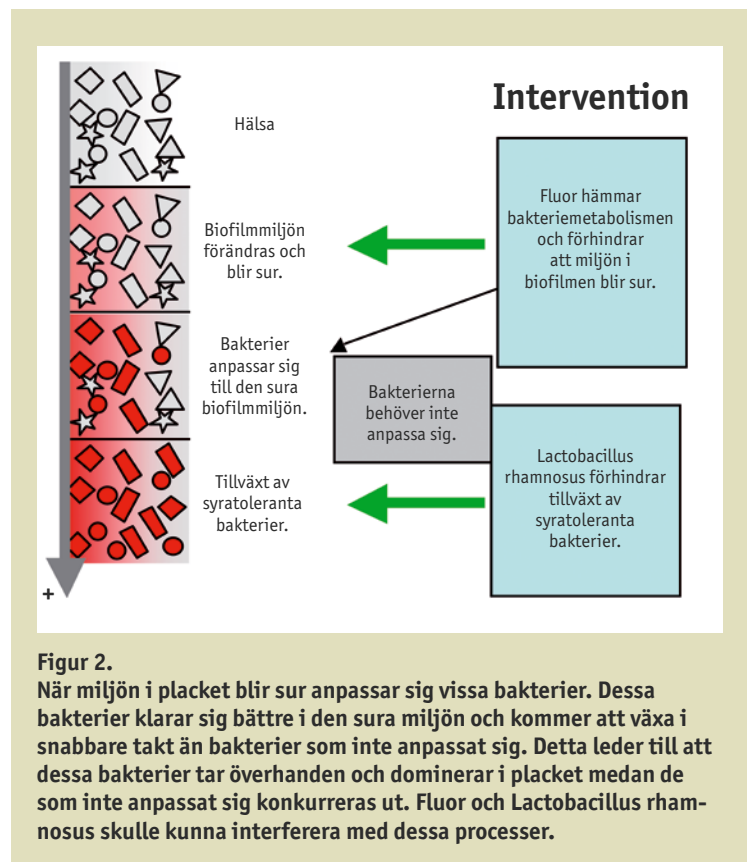 Intervention
Hälsa
Fluor hämmar
bakteriemetabolismen
och förhindrar
att miljön i
biofilmen blir sur.
Biofilmmiljön
förändras och
blir sur.
Bakterier
anpassar sig
till den sura
biofilmmiljön.
Bakterierna
behöver inte
anpassa sig.
Lactobacillus
rhamnosus förhindrar
tillväxt av
syratoleranta
bakterier.
Tillväxt av
syratoleranta
bakterier.
+
Figur 2.
När miljön i placket blir sur anpassar sig vissa bakterier. Dessa
bakterier klarar sig bättre i den sura miljön och kommer att växa i
snabbare takt än bakterier som inte anpassat sig. Detta leder till att
dessa bakterier tar överhanden och dominerar i placket medan de
som inte anpassat sig konkurreras ut. Fluor och Lactobacillus rham-
nosus skulle kunna interferera med dessa processer.